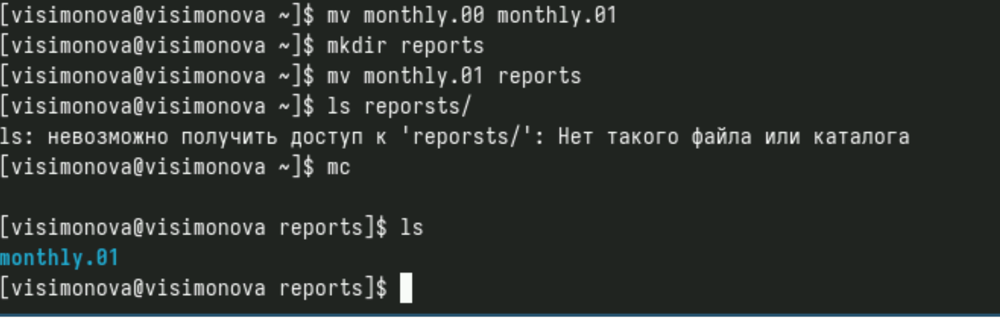 [visimonova@visimonova ~]$ mv monthly.00 monthly.01
[visimonova@visimonova ~]$ mkdir reports
[visimonova@visimonova ~]$ mv monthly.01 reports
[visimonova@visimonova ~]$ ls reporsts/
ls: невозможно получить доступ к 'reporsts/': Нет такого файла или каталога
[visimonova@visimonova ~]$ mc
[visimonova@visimonova reports]$ ls
monthly.01
[visimonova@visimonova reports]$